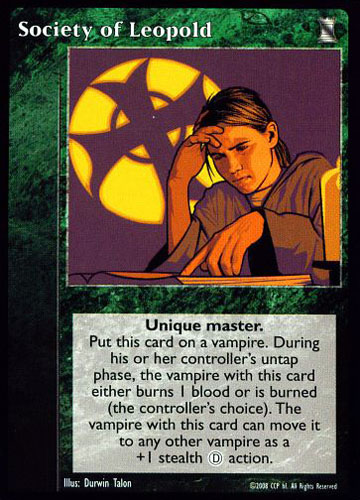 Society of Leopold
Unique master.
Put this card on a vampire. During
his or her controller's untap
phase, the vampire with this card
either burns 1 blood or is burned
(the controller's choice). The
vampire with this card can move it
to any other vampire as a
+1 stealth Ⓓ action.
Illus: Durwin Talon
©2008 CCP hf. All Rights Reserved